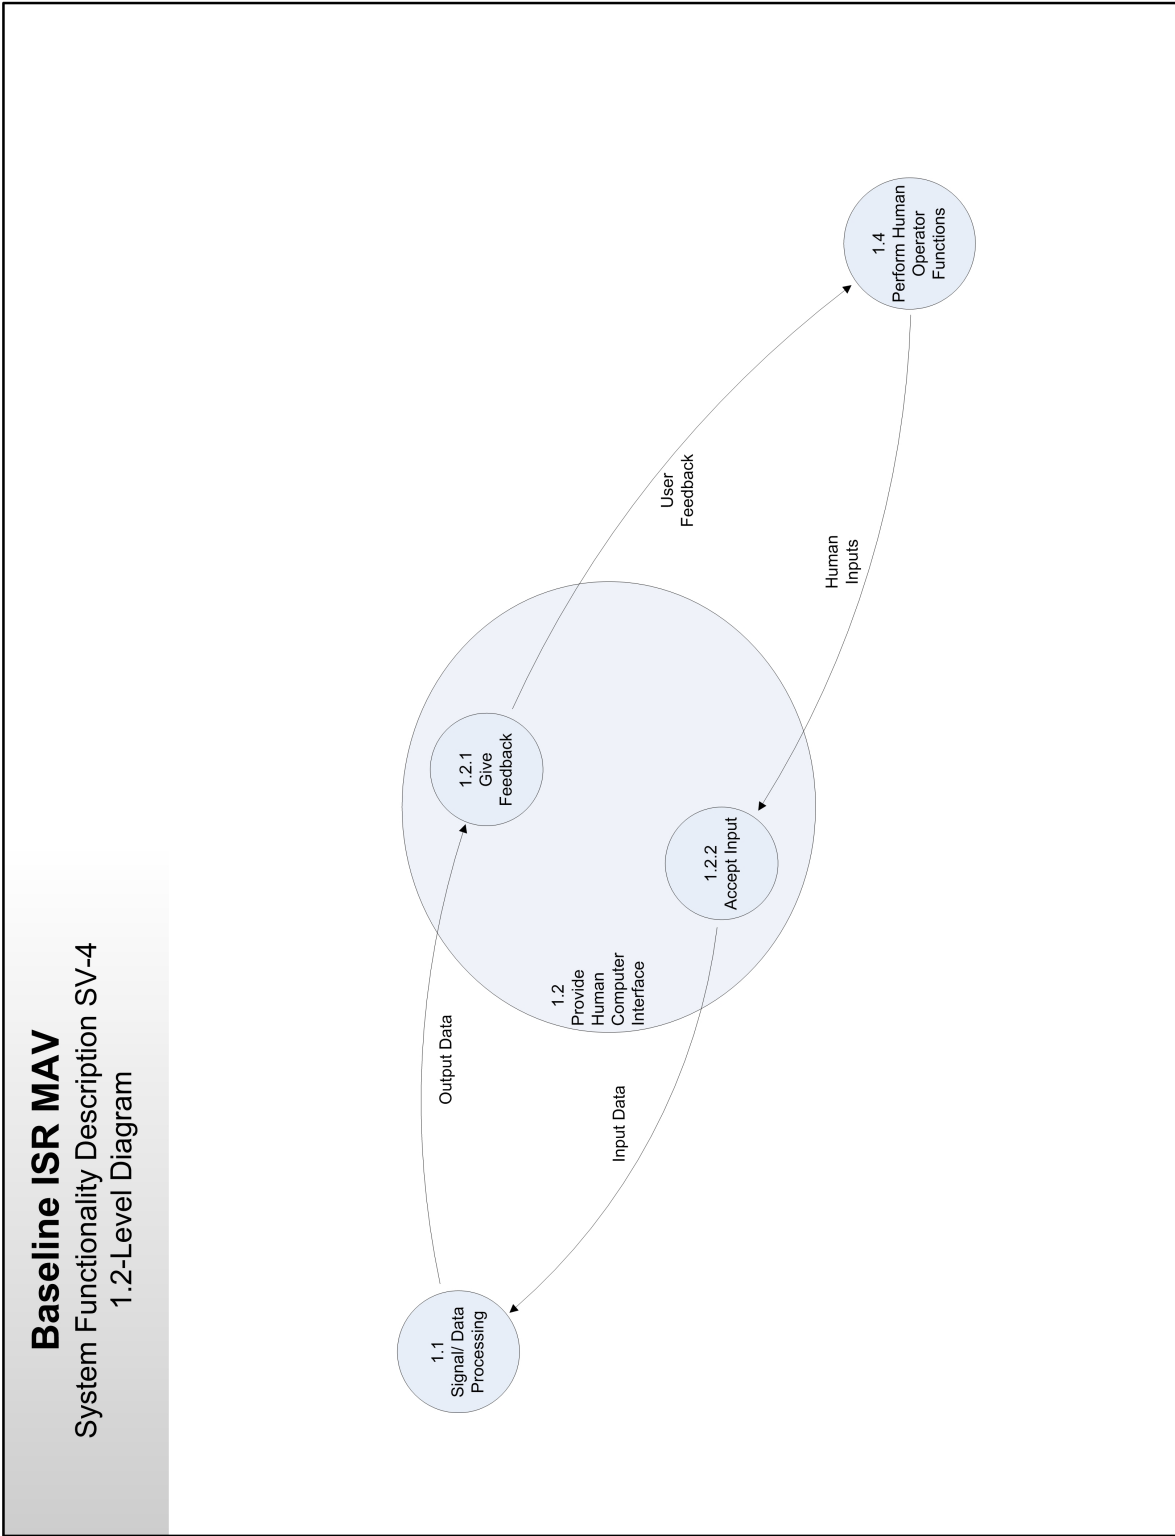 Baseline ISR MAV
System Functionality Description SV-4
1.2-Level Diagram
1.1
Signal/ Data
Processing
Output Data
Input Data
1.2
Provide
Human
Computer
Interface
1.2.1
Give
Feedback
1.2.2
Accept Input
User
Feedback
Human
Inputs
1.4
Perform Human
Operator
Functions